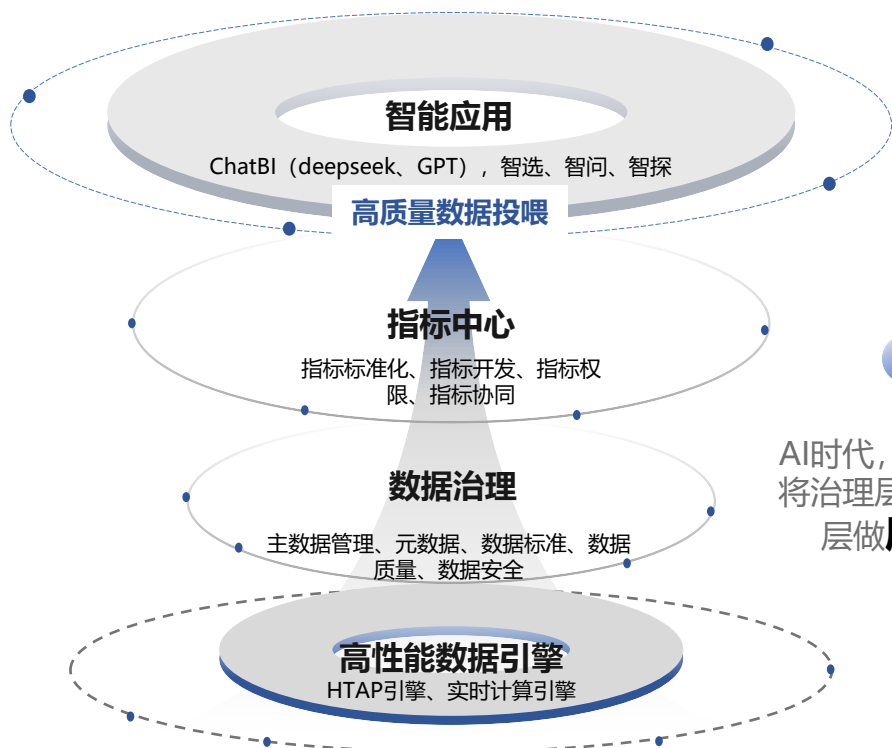 智能应用
ChatBI（deepseek、GPT），智选、智问、智探
高质量数据投喂
指标中心
指标标准化、指标开发、指标权
限、指标协同
数据治理
主数据管理、元数据、数据标准、数据
质量、数据安全
高性能数据引擎
HTAP引擎、实时计算引擎
AI时代，
将治理层
层做